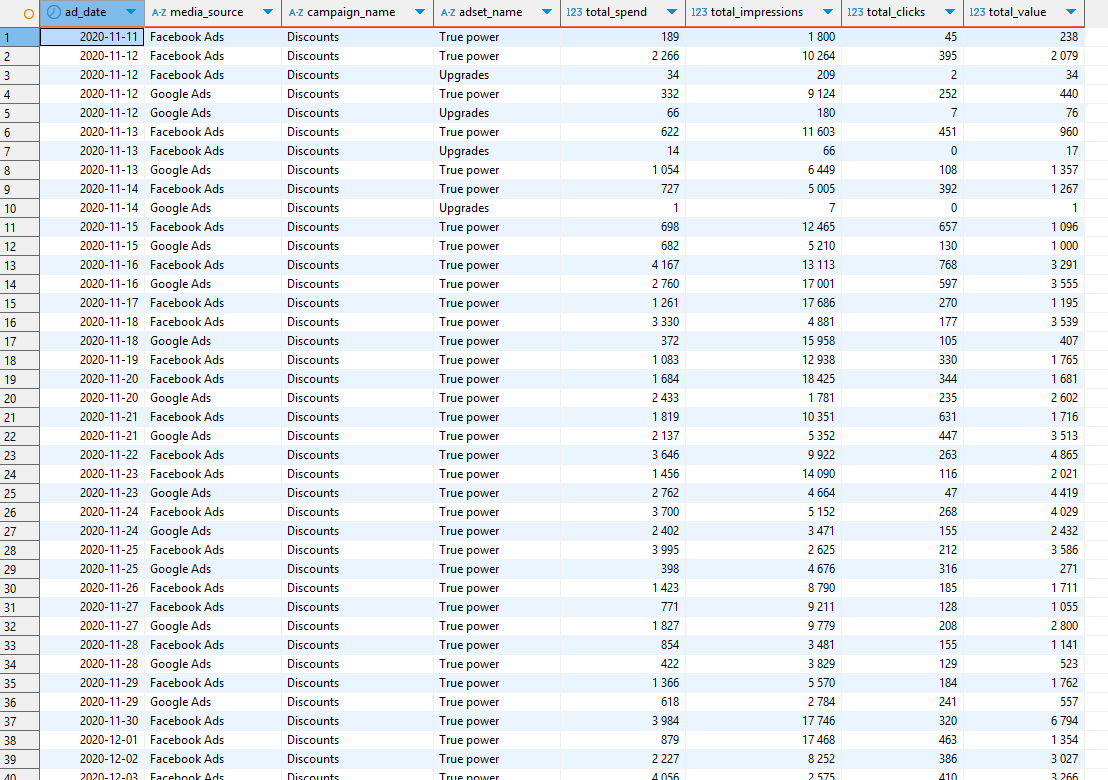 ad_date A-Z media_source A-Z campaign_name A-Z adset_name 123 total_spend 123 total_impressions 123 total_clicks 123 total_value
1 2020-11-11 Facebook Ads Discounts True power 189 1 800 45 238
2 2020-11-12 Facebook Ads Discounts True power 2 266 10 264 395 2 079
3 2020-11-12 Facebook Ads Discounts Upgrades 34 209 2 34
4 2020-11-12 Google Ads Discounts True power 332 9 124 252 440
5 2020-11-12 Google Ads Discounts Upgrades 66 180 7 76
6 2020-11-13 Facebook Ads Discounts True power 622 11 603 451 960
7 2020-11-13 Facebook Ads Discounts Upgrades 14 66 0 17
8 2020-11-13 Google Ads Discounts True power 1 054 6 449 108 1 357
9 2020-11-14 Facebook Ads Discounts True power 727 5 005 392 1 267
10 2020-11-14 Google Ads Discounts Upgrades 1 7 0 1
11 2020-11-15 Facebook Ads Discounts True power 698 12 465 657 1 096
12 2020-11-15 Google Ads Discounts True power 682 5 210 130 1 000
13 2020-11-16 Facebook Ads Discounts True power 4 167 13 113 768 3 291
14 2020-11-16 Google Ads Discounts True power 2 760 17 001 597 3 555
15 2020-11-17 Facebook Ads Discounts True power 1 261 17 686 270 1 195
16 2020-11-18 Facebook Ads Discounts True power 3 330 4 881 177 3 539
17 2020-11-18 Google Ads Discounts True power 372 15 958 105 407
18 2020-11-19 Facebook Ads Discounts True power 1 083 12 938 330 1 765
19 2020-11-20 Facebook Ads Discounts True power 1 684 18 425 344 1 681
20 2020-11-20 Google Ads Discounts True power 2 433 1 781 235 2 602
21 2020-11-21 Facebook Ads Discounts True power 1 819 10 351 631 1 716
22 2020-11-21 Google Ads Discounts True power 2 137 5 352 447 3 513
23 2020-11-22 Facebook Ads Discounts True power 3 646 9 922 263 4 865
24 2020-11-23 Facebook Ads Discounts True power 1 456 14 090 116 2 021
25 2020-11-23 Google Ads Discounts True power 2 762 4 664 47 4 419
26 2020-11-24 Facebook Ads Discounts True power 3 700 5 152 268 4 029
27 2020-11-24 Google Ads Discounts True power 2 402 3 471 155 2 432
28 2020-11-25 Facebook Ads Discounts True power 3 995 2 625 212 3 586
29 2020-11-25 Google Ads Discounts True power 398 4 676 316 271
30 2020-11-26 Facebook Ads Discounts True power 1 423 8 790 185 1 711
31 2020-11-27 Facebook Ads Discounts True power 771 9 211 128 1 055
32 2020-11-27 Google Ads Discounts True power 1 827 9 779 208 2 800
33 2020-11-28 Facebook Ads Discounts True power 854 3 481 155 1 141
34 2020-11-28 Google Ads Discounts True power 422 3 829 129 523
35 2020-11-29 Facebook Ads Discounts True power 1 366 5 570 184 1 762
36 2020-11-29 Google Ads Discounts True power 618 2 784 241 557
37 2020-11-30 Facebook Ads Discounts True power 3 984 17 746 320 6 794
38 2020-12-01 Facebook Ads Discounts True power 879 17 468 463 1 354
39 2020-12-02 Facebook Ads Discounts True power 2 227 8 252 386 3 027
40 2020-12-03 Facebook Ads Discounts True power 4 056 2 575 410 3 266